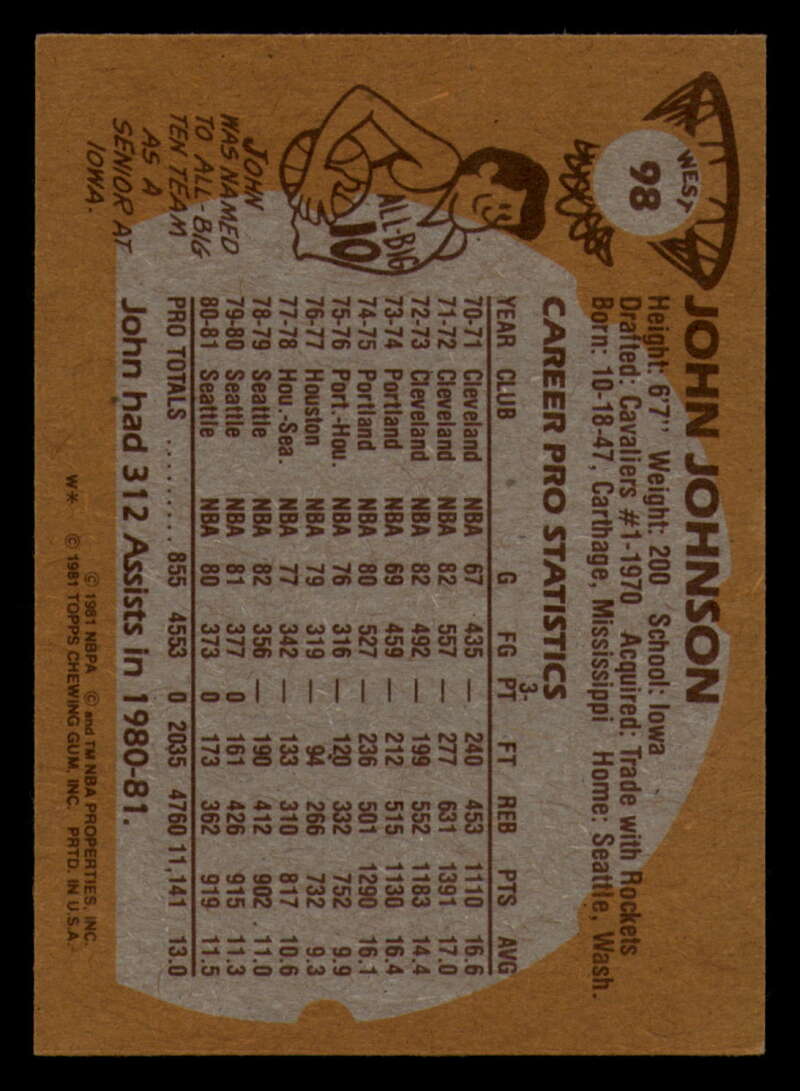 WEST
98
JOHN JOHNSON
Height: 6'7" Weight: 200 School: Iowa
Drafted: Cavaliers #1-1970 Acquired: Trade with Rockets
Born: 10-18-47, Carthage, Mississippi Home: Seattle, Wash.
ALL-BIG
10
JOHN
WAS NAMED
TO ALL BIG
TEN TEAM
AS A
SENIOR AT
IOWA.
CAREER PRO STATISTICS
YEAR CLUB G FG 3-PT FT REB PTS AVG
70-71 Cleveland NBA 67 435 — 240 453 1110 16.6
71-72 Cleveland NBA 82 557 — 277 631 1391 17.0
72-73 Cleveland NBA 82 492 — 199 552 1183 14.4
73-74 Portland NBA 69 459 — 212 515 1130 16.4
74-75 Portland NBA 80 527 — 236 501 1290 16.1
75-76 Port.-Hou. NBA 76 316 — 120 332 752 9.9
76-77 Houston NBA 79 319 — 94 266 732 9.3
77-78 Hou.-Sea. NBA 77 342 — 133 310 817 10.6
78-79 Seattle NBA 82 356 — 190 412 902 11.0
79-80 Seattle NBA 81 377 0 161 426 915 11.3
80-81 Seattle NBA 80 373 0 173 362 919 11.5
PRO TOTALS ......... 855 4553 0 2035 4760 11,141 13.0
John had 312 Assists in 1980-81.
© 1981 NBPA © and TM NBA PROPERTIES, INC.
W* © 1981 TOPPS CHEWING GUM, INC. PRTD. IN U.S.A.